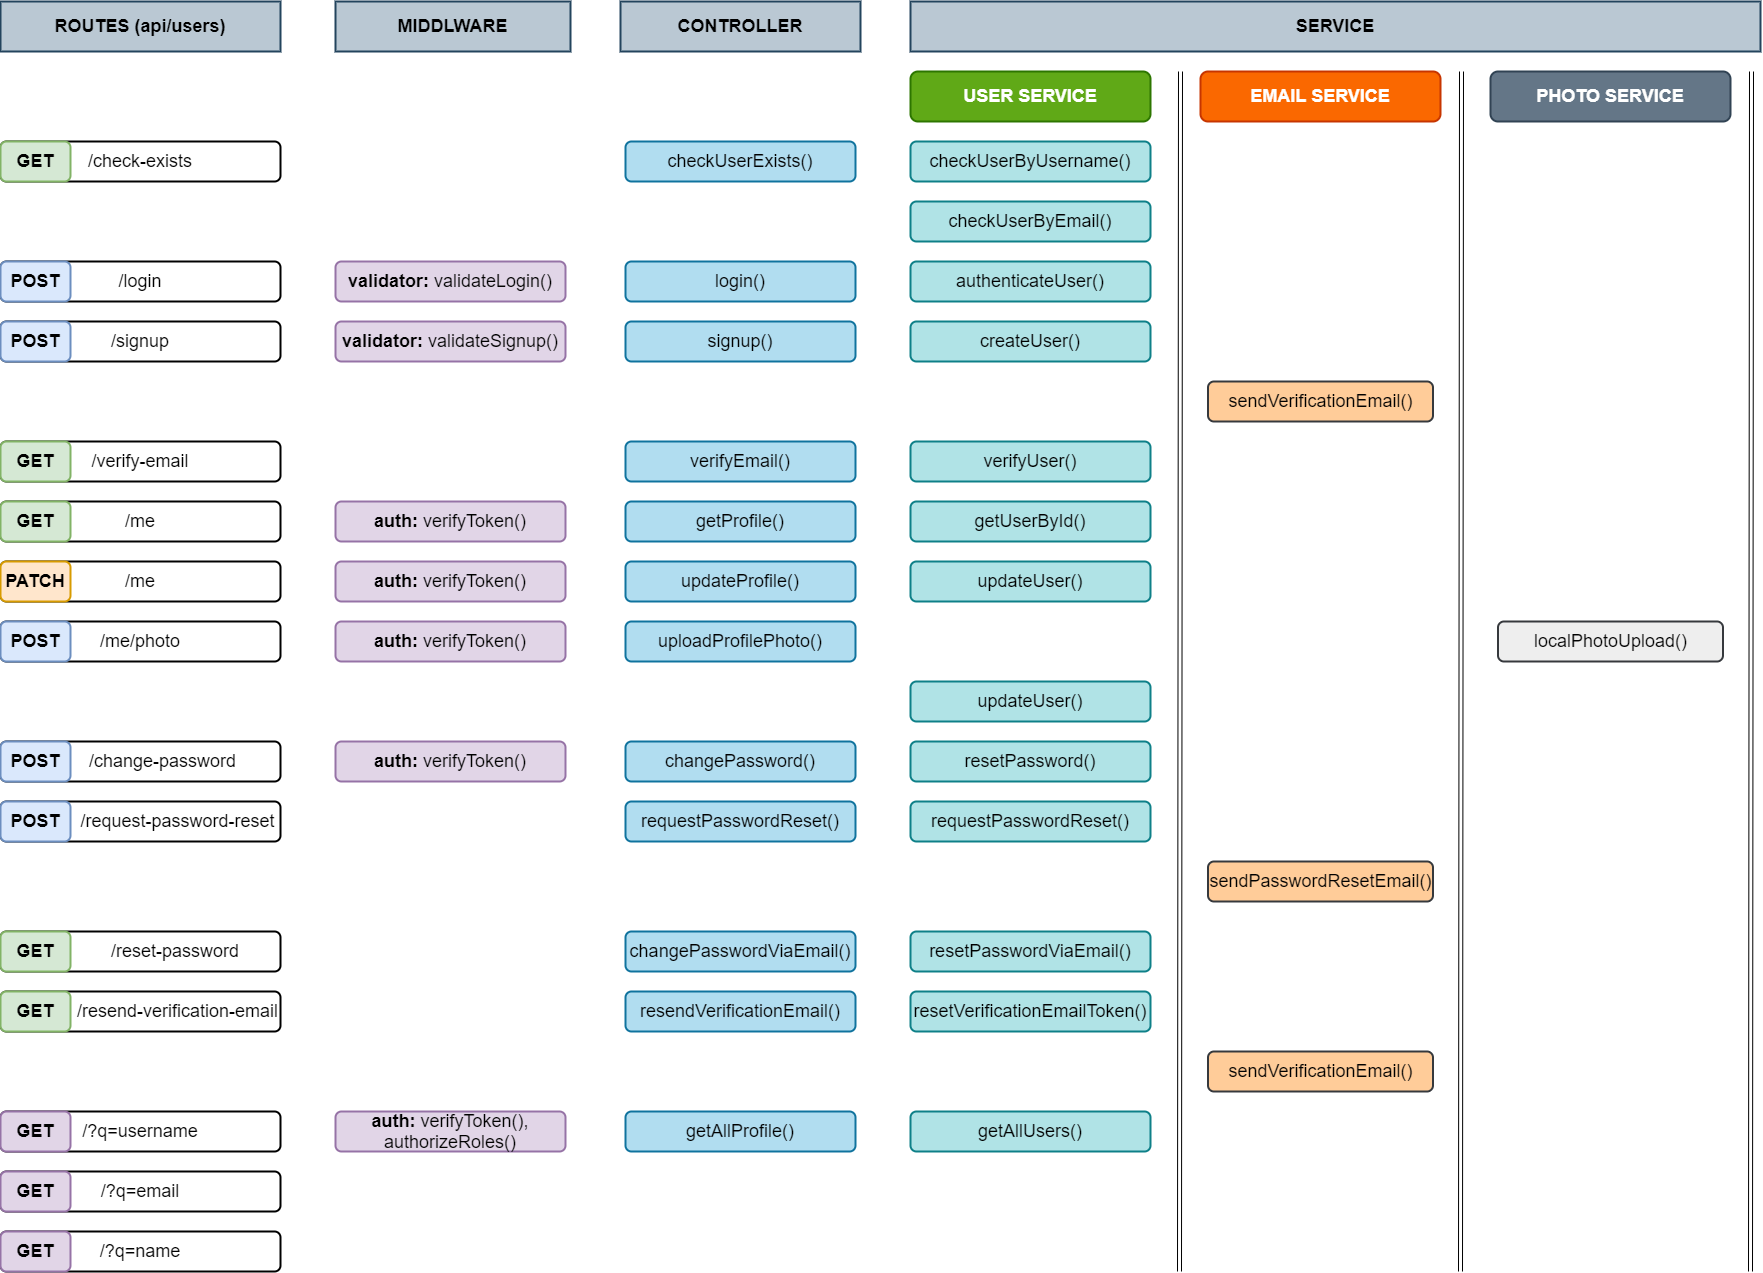 ROUTES (api/users)
MIDDLWARE
CONTROLLER
SERVICE
USER SERVICE
EMAIL SERVICE
PHOTO SERVICE
GET /check-exists
checkUserExists()
checkUserByUsername()
checkUserByEmail()
POST /login
validator: validateLogin()
login()
authenticateUser()
POST /signup
validator: validateSignup()
signup()
createUser()
sendVerificationEmail()
GET /verify-email
verifyEmail()
verifyUser()
GET /me
auth: verifyToken()
getProfile()
getUserById()
PATCH /me
auth: verifyToken()
updateProfile()
updateUser()
POST /me/photo
auth: verifyToken()
uploadProfilePhoto()
localPhotoUpload()
updateUser()
POST /change-password
auth: verifyToken()
changePassword()
resetPassword()
POST /request-password-reset
requestPasswordReset()
requestPasswordReset()
sendPasswordResetEmail()
GET /reset-password
changePasswordViaEmail()
resetPasswordViaEmail()
GET /resend-verification-email
resendVerificationEmail()
resetVerificationEmailToken()
sendVerificationEmail()
GET /?q=username
auth: verifyToken(),
authorizeRoles()
getAllProfile()
getAllUsers()
GET /?q=email
GET /?q=name